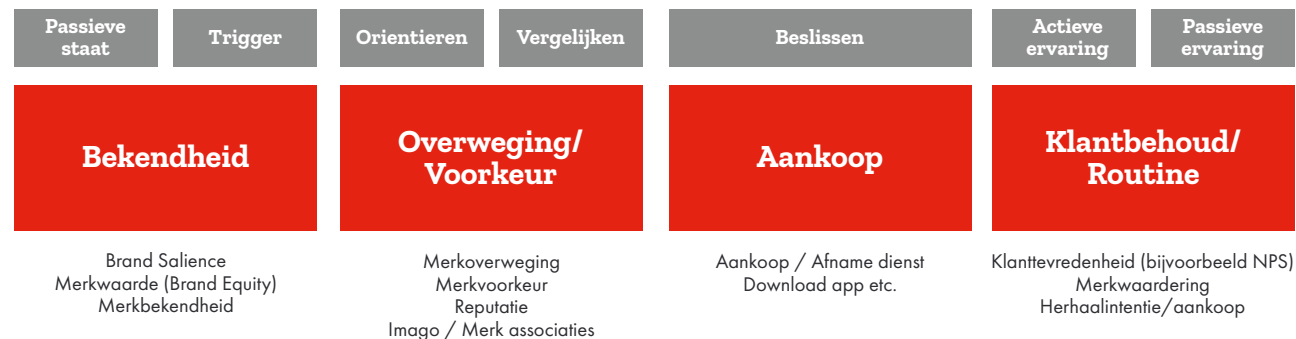 Passieve
staat
Trigger
Orientieren
Vergelijken
Beslissen
Actieve
ervaring
Passieve
ervaring
Bekendheid
Overweging/
Voorkeur
Aankoop
Klantbehoud/
Routine
Brand Salience
Merkwaarde (Brand Equity)
Merkbekendheid
Merkoverweging
Merkvoorkeur
Reputatie
Imago / Merk associaties
Aankoop / Afname dienst
Download app etc.
Klanttevredenheid (bijvoorbeeld NPS)
Merkwaardering
Herhaalintentie/aankoop